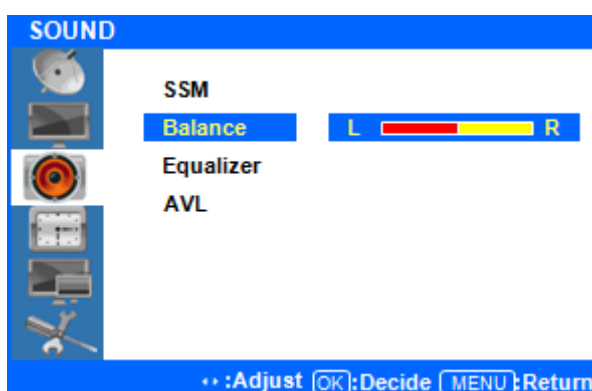 SOUND
SSM
Balance L R
Equalizer
AVL
:Adjust OK:Decide MENU:Return